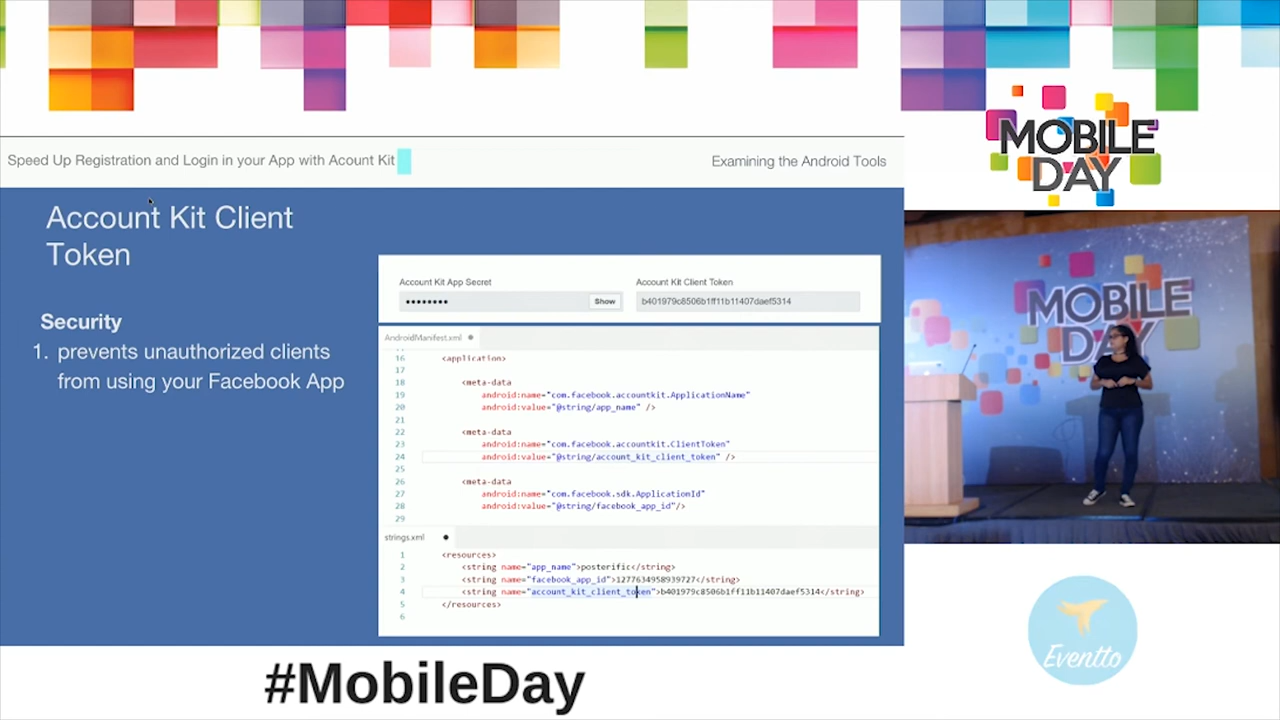 Speed Up Registration and Login in your App with Acount Kit
Examining the Android Tools
Account Kit Client
Token
Security
1. prevents unauthorized clients
from using your Facebook App
Account Kit App Secret
Account Kit Client Token
•••••••• Show
b401979c8506b1ff11b11407daef5314
AndroidManifest.xml
16 <application>
17
18 <meta-data
19 android:name="com.facebook.accountkit.ApplicationName"
20 android:value="@string/app_name" />
21
22 <meta-data
23 android:name="com.facebook.accountkit.ClientToken"
24 android:value="@string/account_kit_client_token" />
25
26 <meta-data
27 android:name="com.facebook.sdk.ApplicationId"
28 android:value="@string/facebook_app_id"/>
29
strings.xml
1 <resources>
2 <string name="app_name">posterific</string>
3 <string name="facebook_app_id">1277634958939727</string>
4 <string name="account_kit_client_token">b401979c8506b1ff11b11407daef5314</string>
5 </resources>
6
MOBILE
DAY
MOBILE
DAY
Eventto
#MobileDay